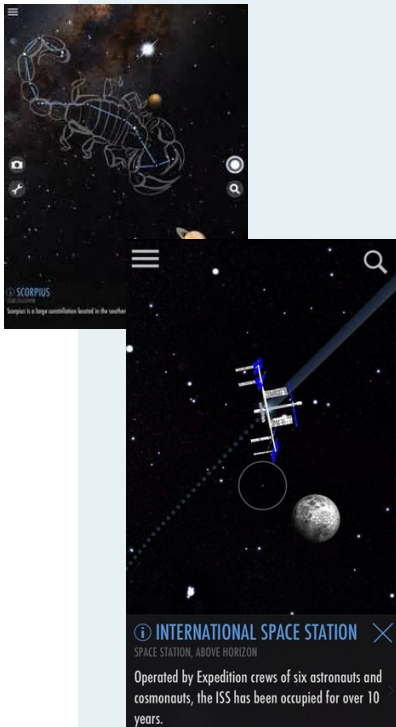 SCORPIUS
CONSTELLATION
Scorpius is a large constellation located in the souther
INTERNATIONAL SPACE STATION
SPACE STATION, ABOVE HORIZON
Operated by Expedition crews of six astronauts and
cosmonauts, the ISS has been occupied for over 10
years.